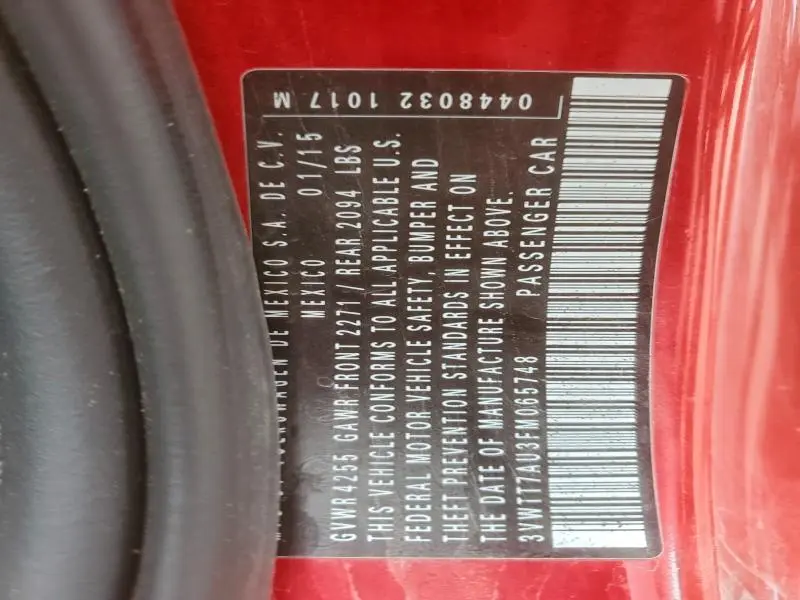 DE MEXICO S.A. DE C.V.
MEXICO 01/15
GVWR 4255 GAWR FRONT 2271 / REAR 2094 LBS
THIS VEHICLE CONFORMS TO ALL APPLICABLE U.S.
FEDERAL MOTOR VEHICLE SAFETY, BUMPER AND
THEFT PREVENTION STANDARDS IN EFFECT ON
THE DATE OF MANUFACTURE SHOWN ABOVE.
3VWT17AU3FM065748 PASSENGER CAR
0448032 1017 M